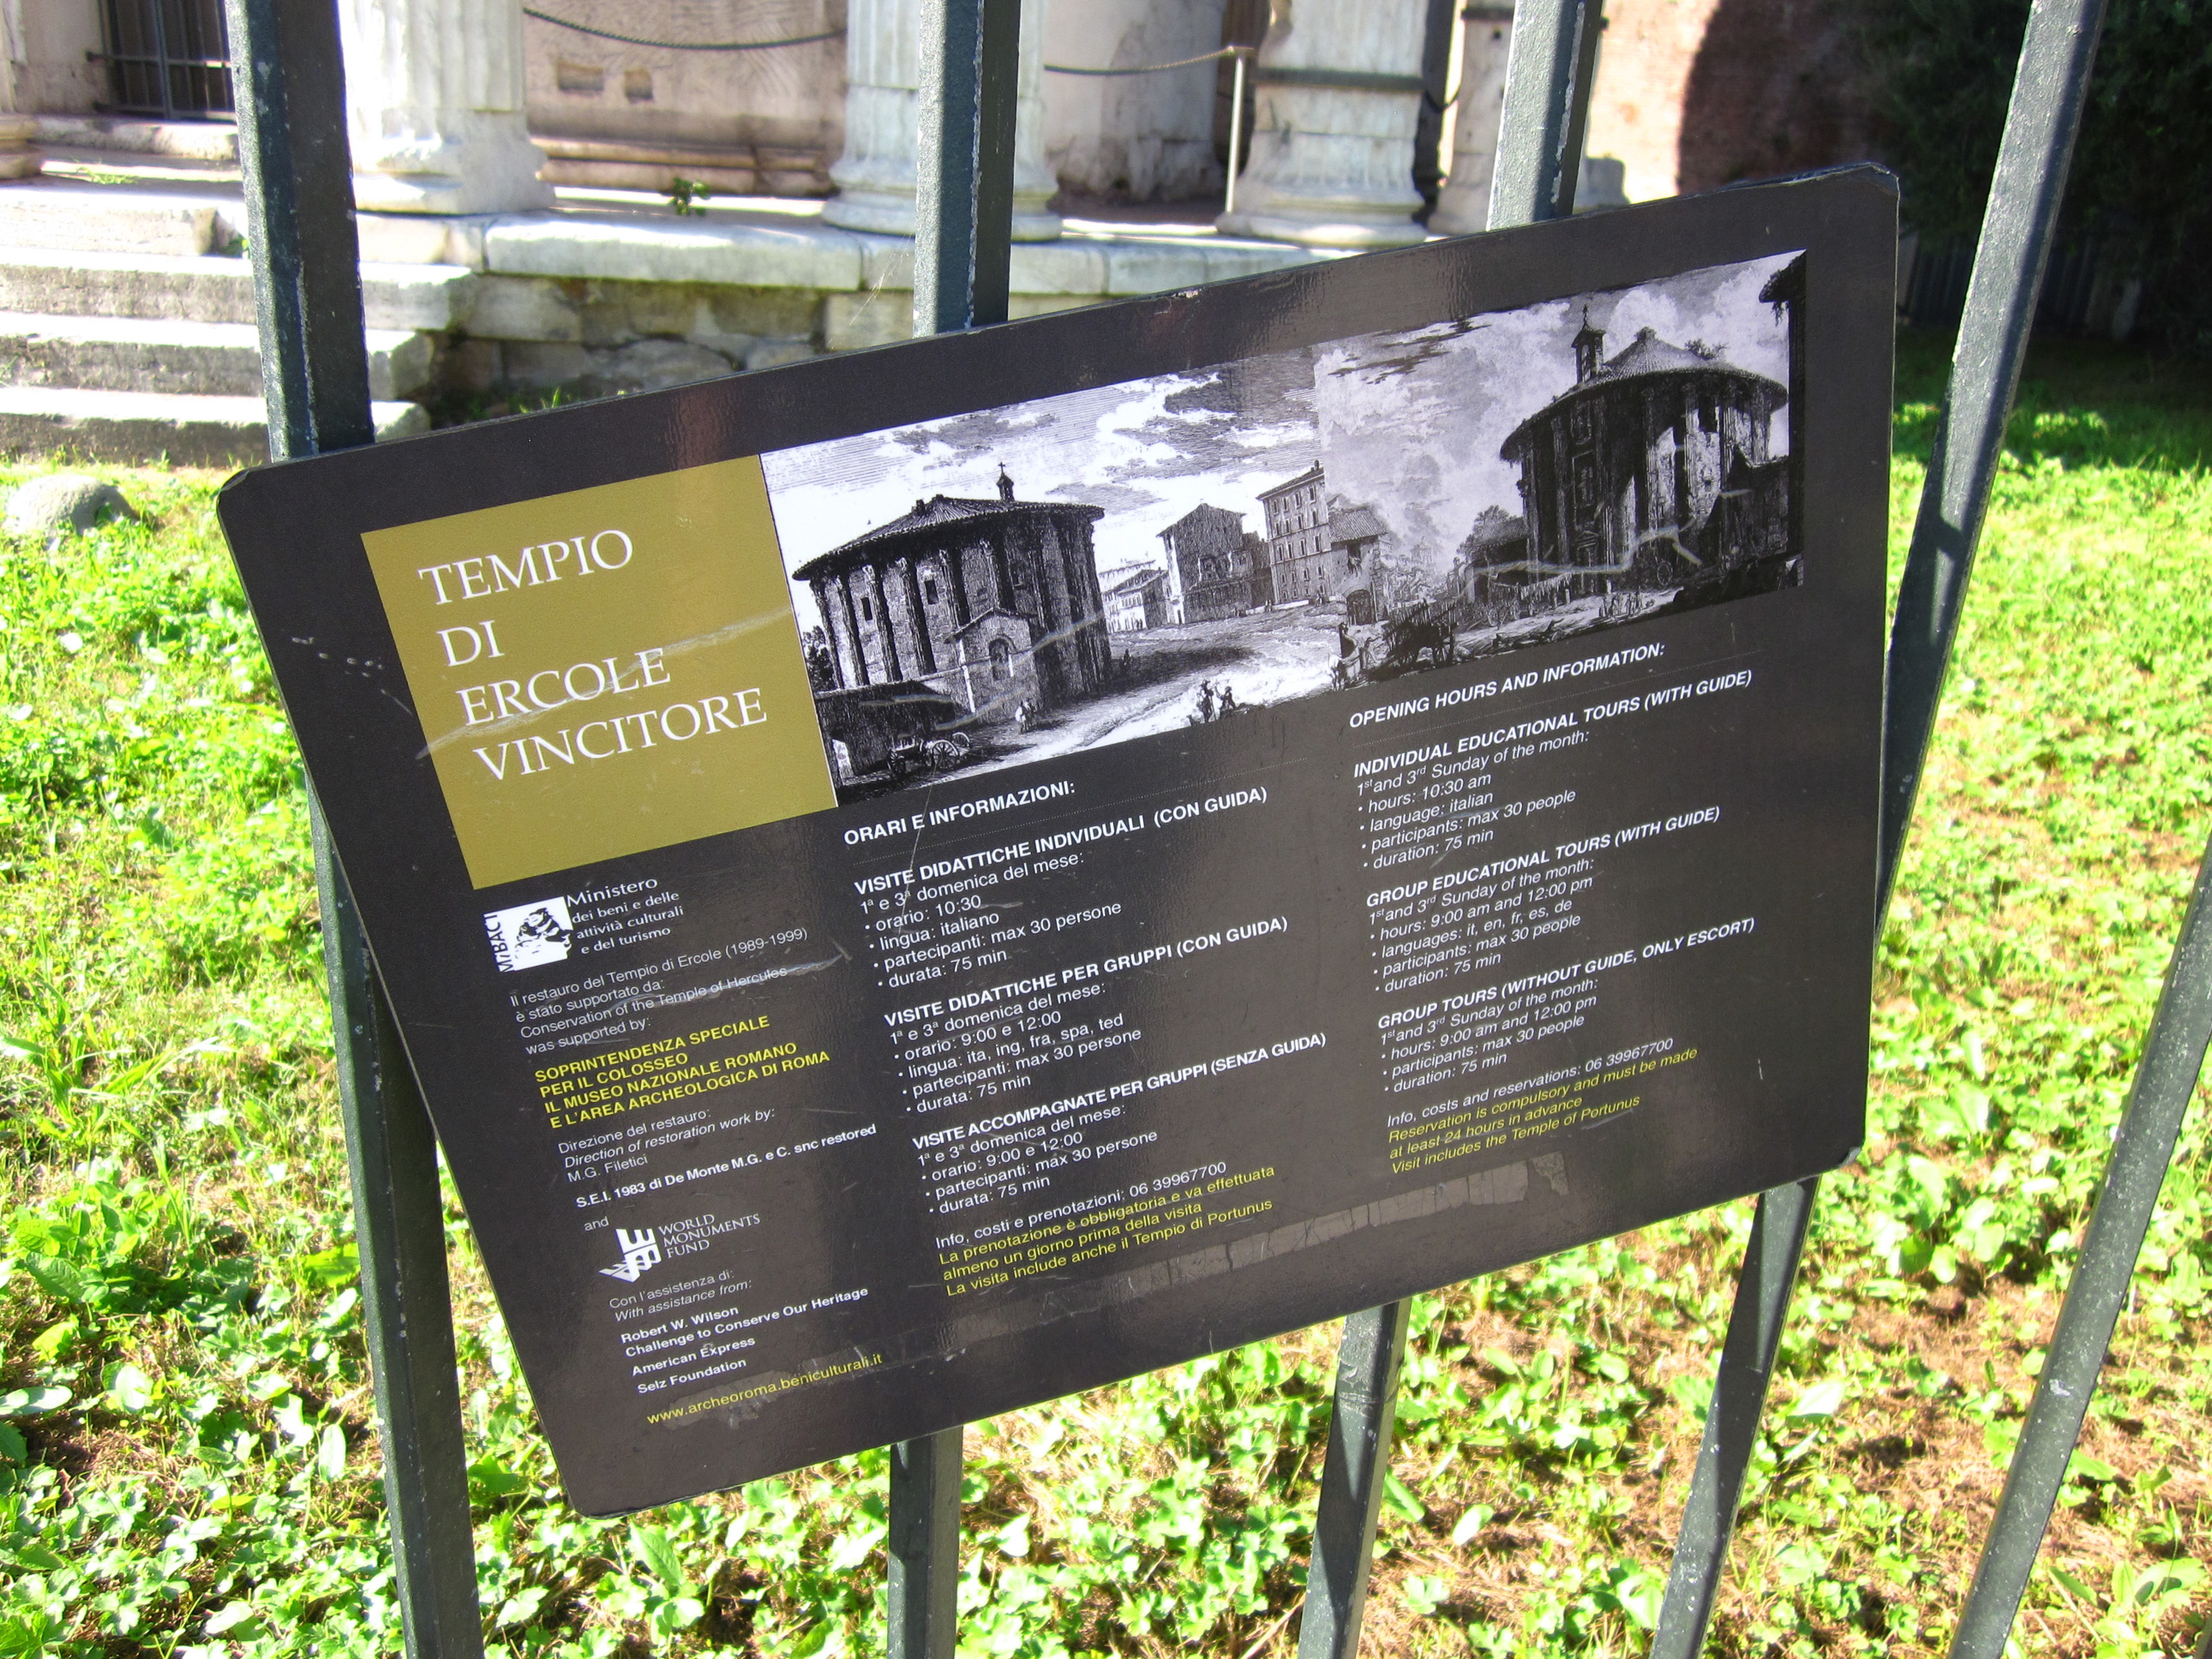 TEMPIO
DI
ERCOLE
VINCITORE
MiBACT
Ministero
dei beni e delle
attività culturali
e del turismo
Il restauro del Tempio di Ercole (1989-1999)
è stato supportato da:
Conservation of the Temple of Hercules
was supported by:
SOPRINTENDENZA SPECIALE
PER IL COLOSSEO
IL MUSEO NAZIONALE ROMANO
E L'AREA ARCHEOLOGICA DI ROMA
Direzione del restauro:
Direction of restoration work by:
M.G. Filetici
S.E.I. 1983 di De Monte M.G. e C. snc restored
and
WORLD
MONUMENTS
FUND
Con l'assistenza di:
With assistance from:
Robert W. Wilson
Challenge to Conserve Our Heritage
American Express
Selz Foundation
www.archeoroma.beniculturali.it
ORARI E INFORMAZIONI:
VISITE DIDATTICHE INDIVIDUALI (CON GUIDA)
1ª e 3ª domenica del mese:
• orario: 10:30
• lingua: italiano
• partecipanti: max 30 persone
• durata: 75 min
VISITE DIDATTICHE PER GRUPPI (CON GUIDA)
1ª e 3ª domenica del mese:
• orario: 9:00 e 12:00
• lingua: ita, ing, fra, spa, ted
• partecipanti: max 30 persone
• durata: 75 min
VISITE ACCOMPAGNATE PER GRUPPI (SENZA GUIDA)
1ª e 3ª domenica del mese:
• orario: 9:00 e 12:00
• partecipanti: max 30 persone
• durata: 75 min
Info, costi e prenotazioni: 06 39967700
La prenotazione è obbligatoria e va effettuata
almeno un giorno prima della visita
La visita include anche il Tempio di Portunus
OPENING HOURS AND INFORMATION:
INDIVIDUAL EDUCATIONAL TOURS (WITH GUIDE)
1st and 3rd Sunday of the month:
• hours: 10:30 am
• language: italian
• participants: max 30 people
• duration: 75 min
GROUP EDUCATIONAL TOURS (WITH GUIDE)
1st and 3rd Sunday of the month:
• hours: 9:00 am and 12:00 pm
• languages: it, en, fr, es, de
• participants: max 30 people
• duration: 75 min
GROUP TOURS (WITHOUT GUIDE, ONLY ESCORT)
1st and 3rd Sunday of the month:
• hours: 9:00 am and 12:00 pm
• participants: max 30 people
• duration: 75 min
Info, costs and reservations: 06 39967700
Reservation is compulsory and must be made
at least 24 hours in advance
Visit includes the Temple of Portunus